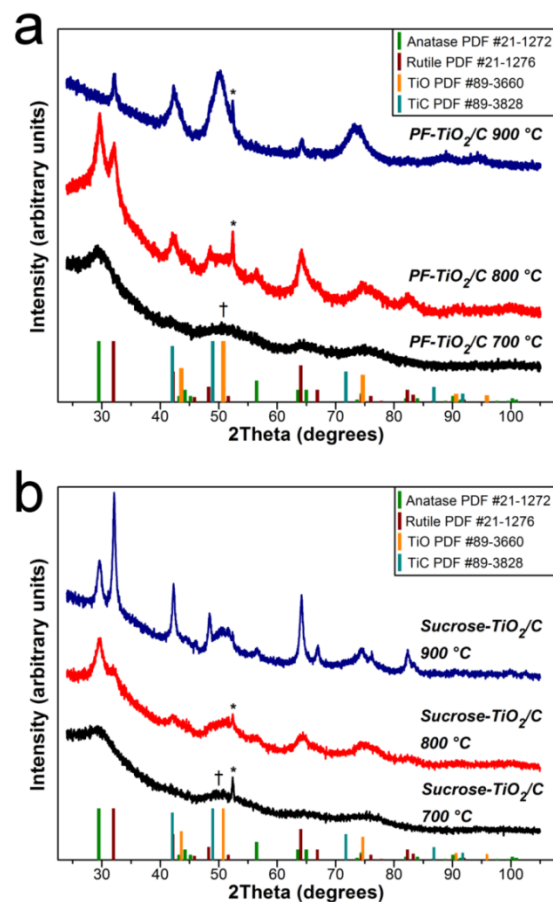 a
Anatase PDF #21-1272
Rutile PDF #21-1276
TiO PDF #89-3660
TiC PDF #89-3828
*
PF-TiO₂/C 900 °C
*
PF-TiO₂/C 800 °C
†
PF-TiO₂/C 700 °C
Intensity (arbitrary units)
30 40 50 60 70 80 90 100
2Theta (degrees)
b
Anatase PDF #21-1272
Rutile PDF #21-1276
TiO PDF #89-3660
TiC PDF #89-3828
Sucrose-TiO₂/C
900 °C
*
Sucrose-TiO₂/C
800 °C
† *
Sucrose-TiO₂/C
700 °C
Intensity (arbitrary units)
30 40 50 60 70 80 90 100
2Theta (degrees)